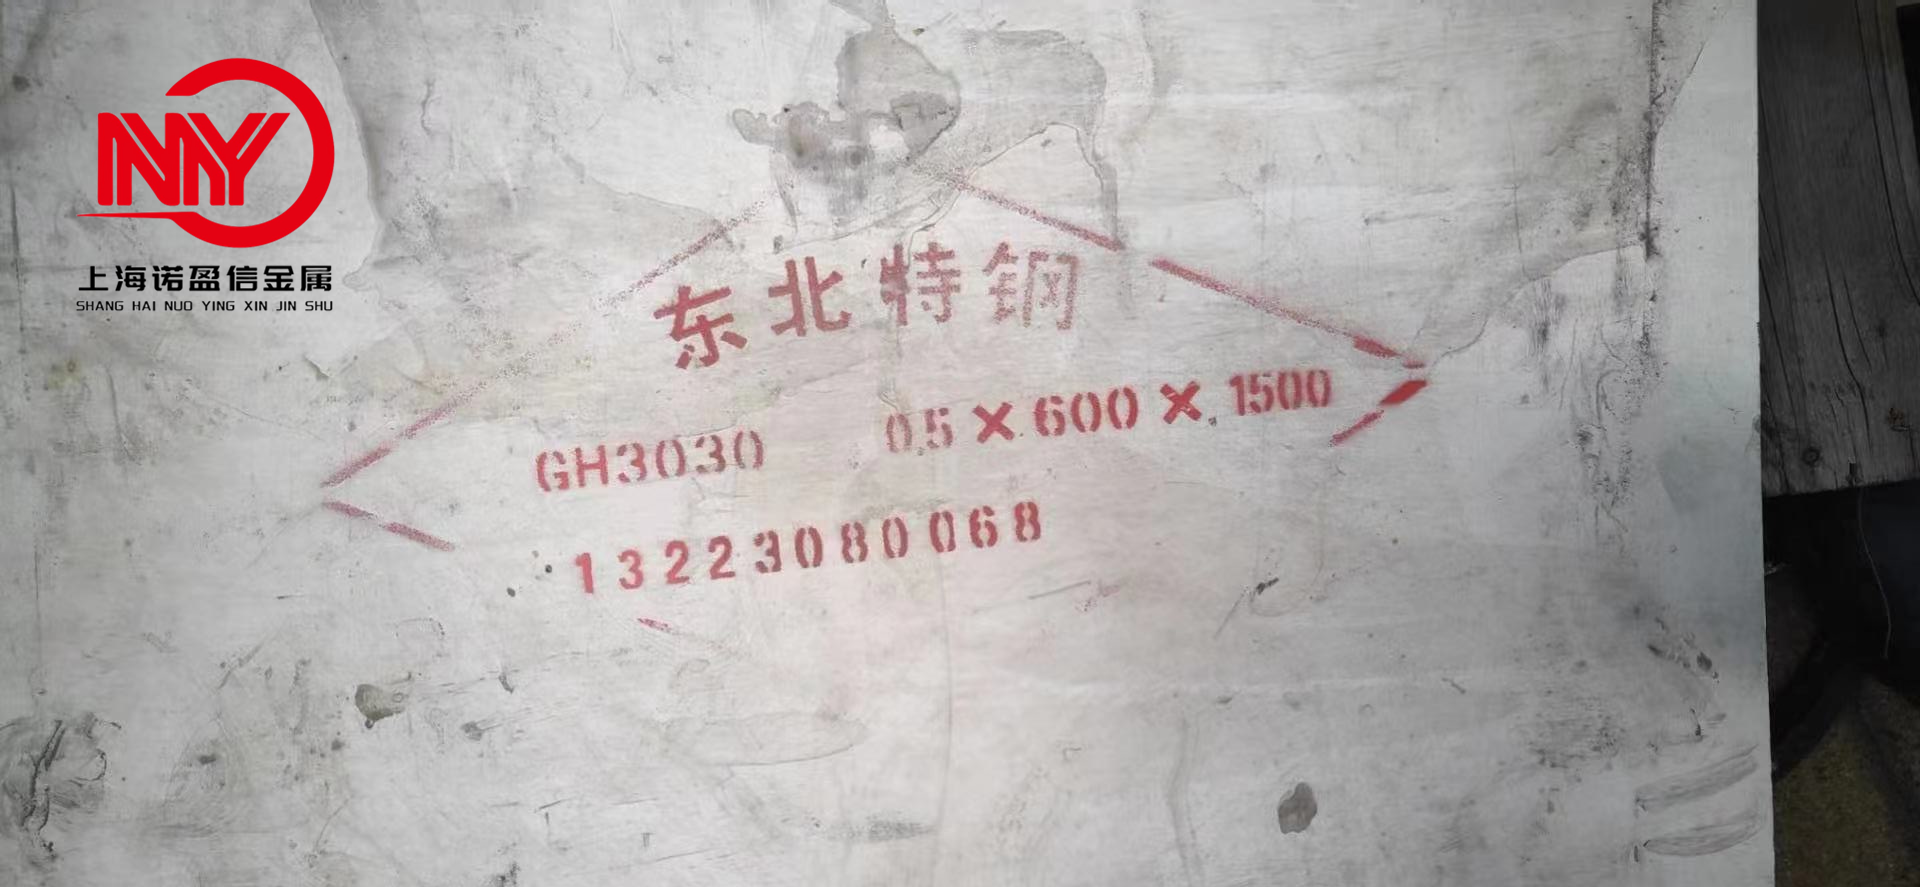 NY
上海诺盈信金属
SHANG HAI NUO YING XIN JIN SHU
东北特钢
GH3030 0.5×600×1500
13223080068